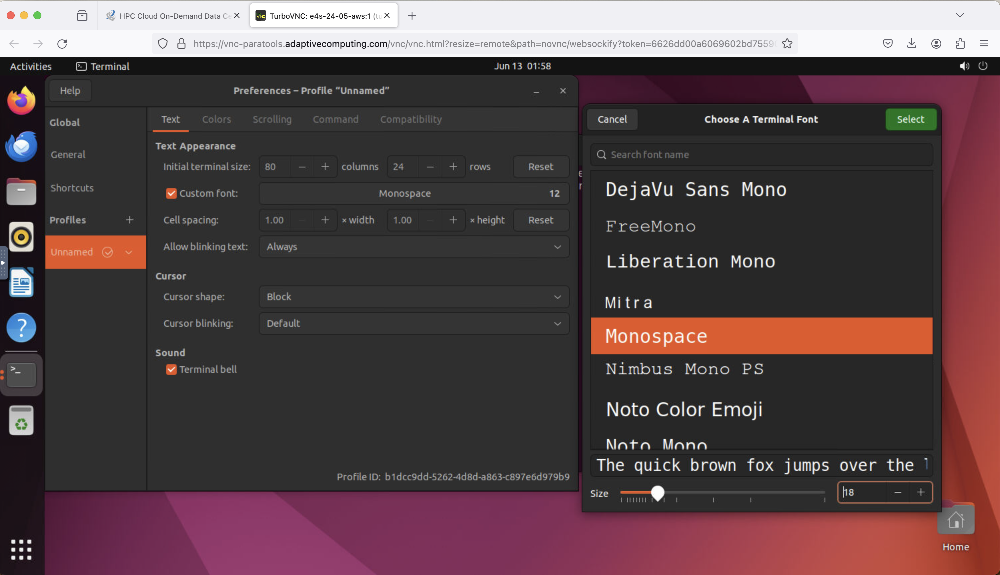 HPC Cloud On-Demand Data Ce
TurboVNC: e4s-24-05-aws:1 (tu
https://vnc-paratools.adaptivecomputing.com/vnc/vnc.html?resize=remote&path=novnc/websockify?token=6626dd00a6069602bd75590
Activities
Terminal
Jun 13 01:58
Help
Preferences – Profile “Unnamed”
Global
General
Shortcuts
Profiles
Unnamed
Text
Colors
Scrolling
Command
Compatibility
Text Appearance
Initial terminal size:
80
columns
24
rows
Reset
Custom font:
Monospace
12
Cell spacing:
1.00
× width
1.00
× height
Reset
Allow blinking text:
Always
Cursor
Cursor shape:
Block
Cursor blinking:
Default
Sound
Terminal bell
Profile ID: b1dcc9dd-5262-4d8d-a863-c897e6d979b9
Cancel
Choose A Terminal Font
Select
Search font name
DejaVu Sans Mono
FreeMono
Liberation Mono
Mitra
Monospace
Nimbus Mono PS
Noto Color Emoji
Noto Mono
The quick brown fox jumps over the l
Size
18
Home